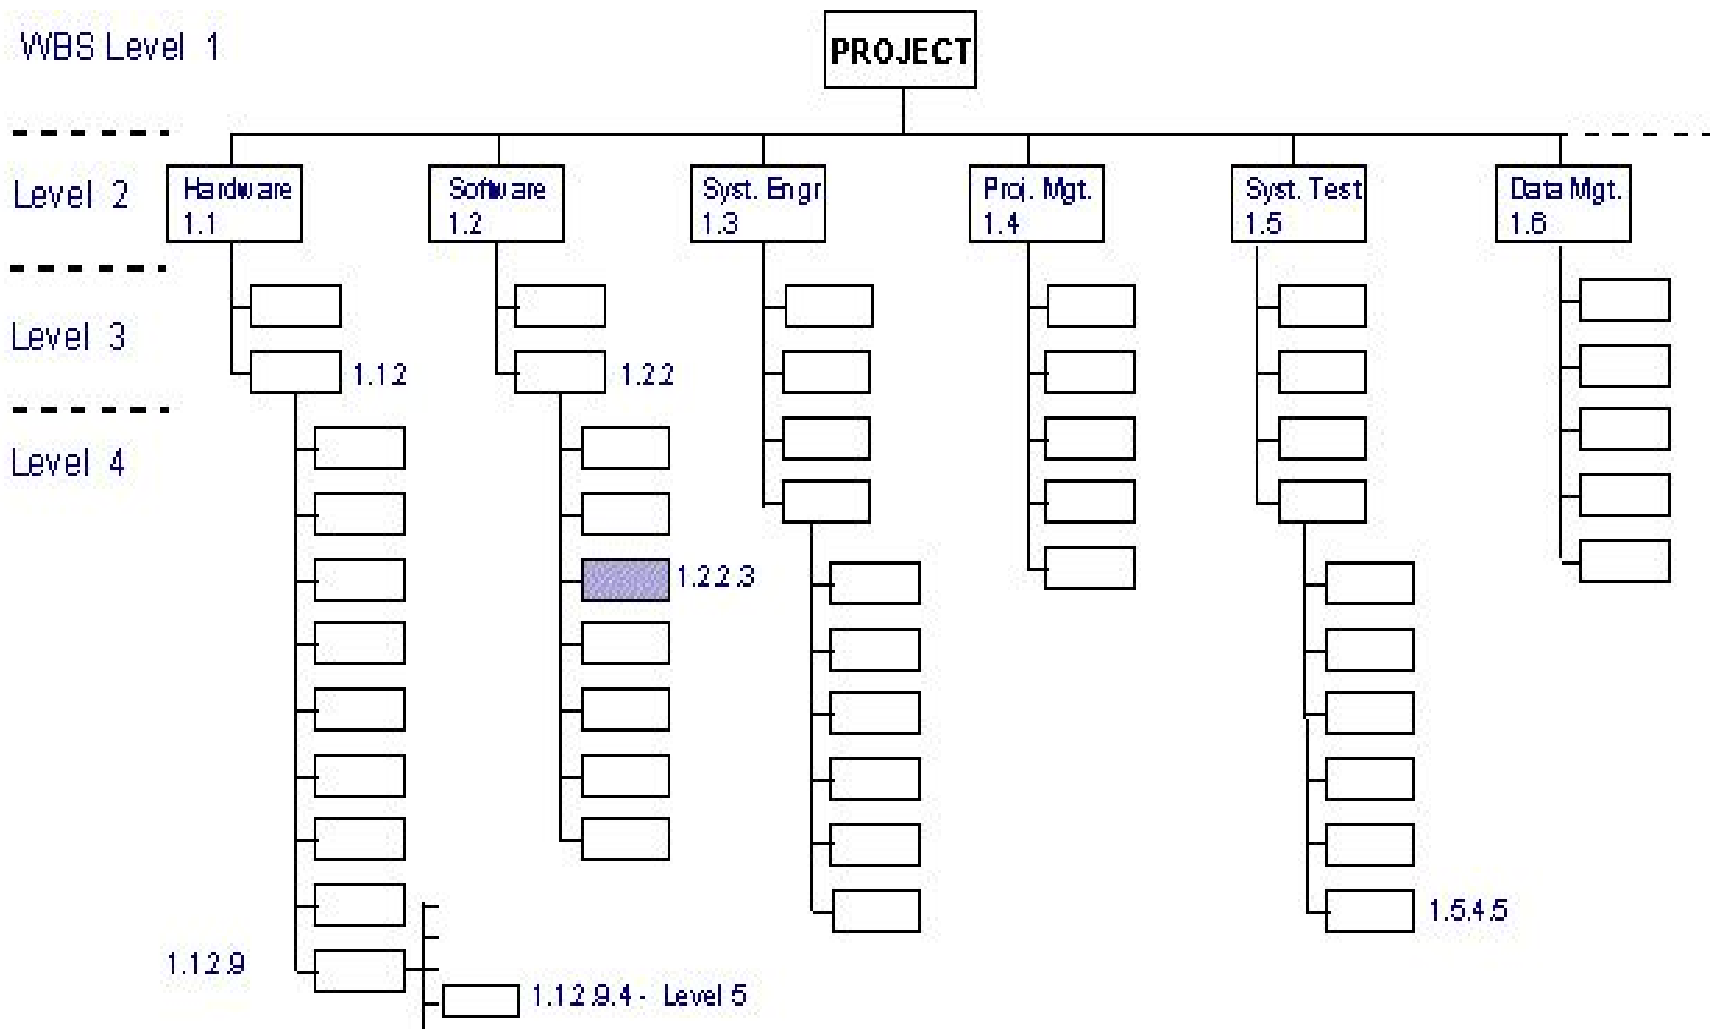 WBS Level 1
PROJECT
Level 2
Hardware
1.1
Software
1.2
Syst. Engr
1.3
Proj. Mgt.
1.4
Syst. Test
1.5
Data Mgt.
1.6
Level 3
1.1.2
1.2.2
Level 4
1.2.2.3
1.5.4.5
1.1.2.9
1.1.2.9.4 - Level 5